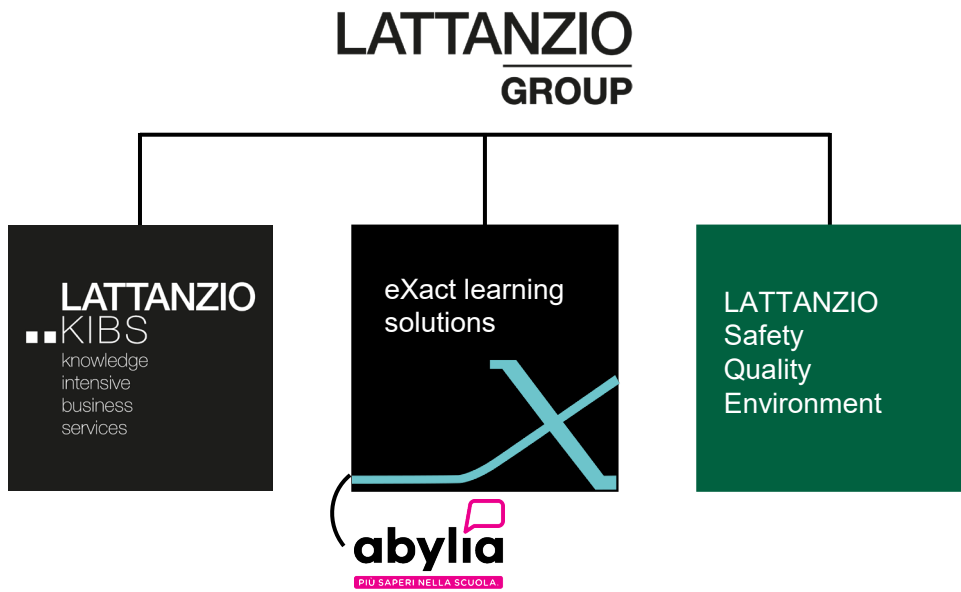 LATTANZIO
GROUP
LATTANZIO
KIBS
knowledge
intensive
business
services
eXact learning
solutions
LATTANZIO
Safety
Quality
Environment
abylia
PIÙ SAPERI NELLA SCUOLA.